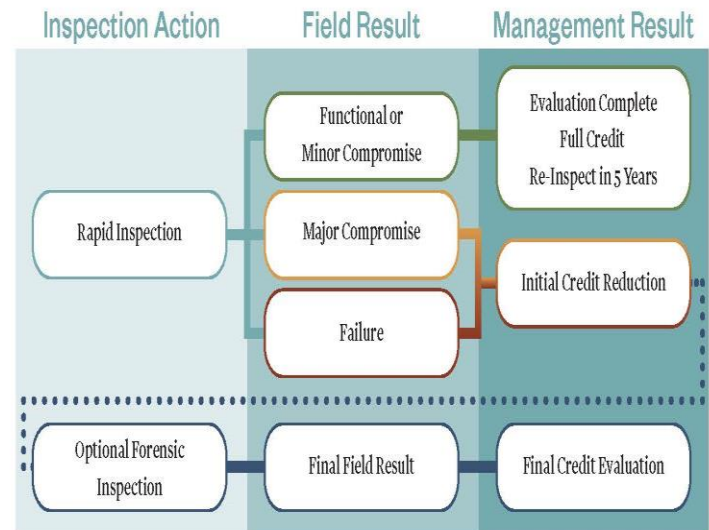 Inspection Action
Field Result
Management Result
Functional or
Minor Compromise
Evaluation Complete
Full Credit
Re-Inspect in 5 Years
Rapid Inspection
Major Compromise
Initial Credit Reduction
Failure
Optional Forensic
Inspection
Final Field Result
Final Credit Evaluation